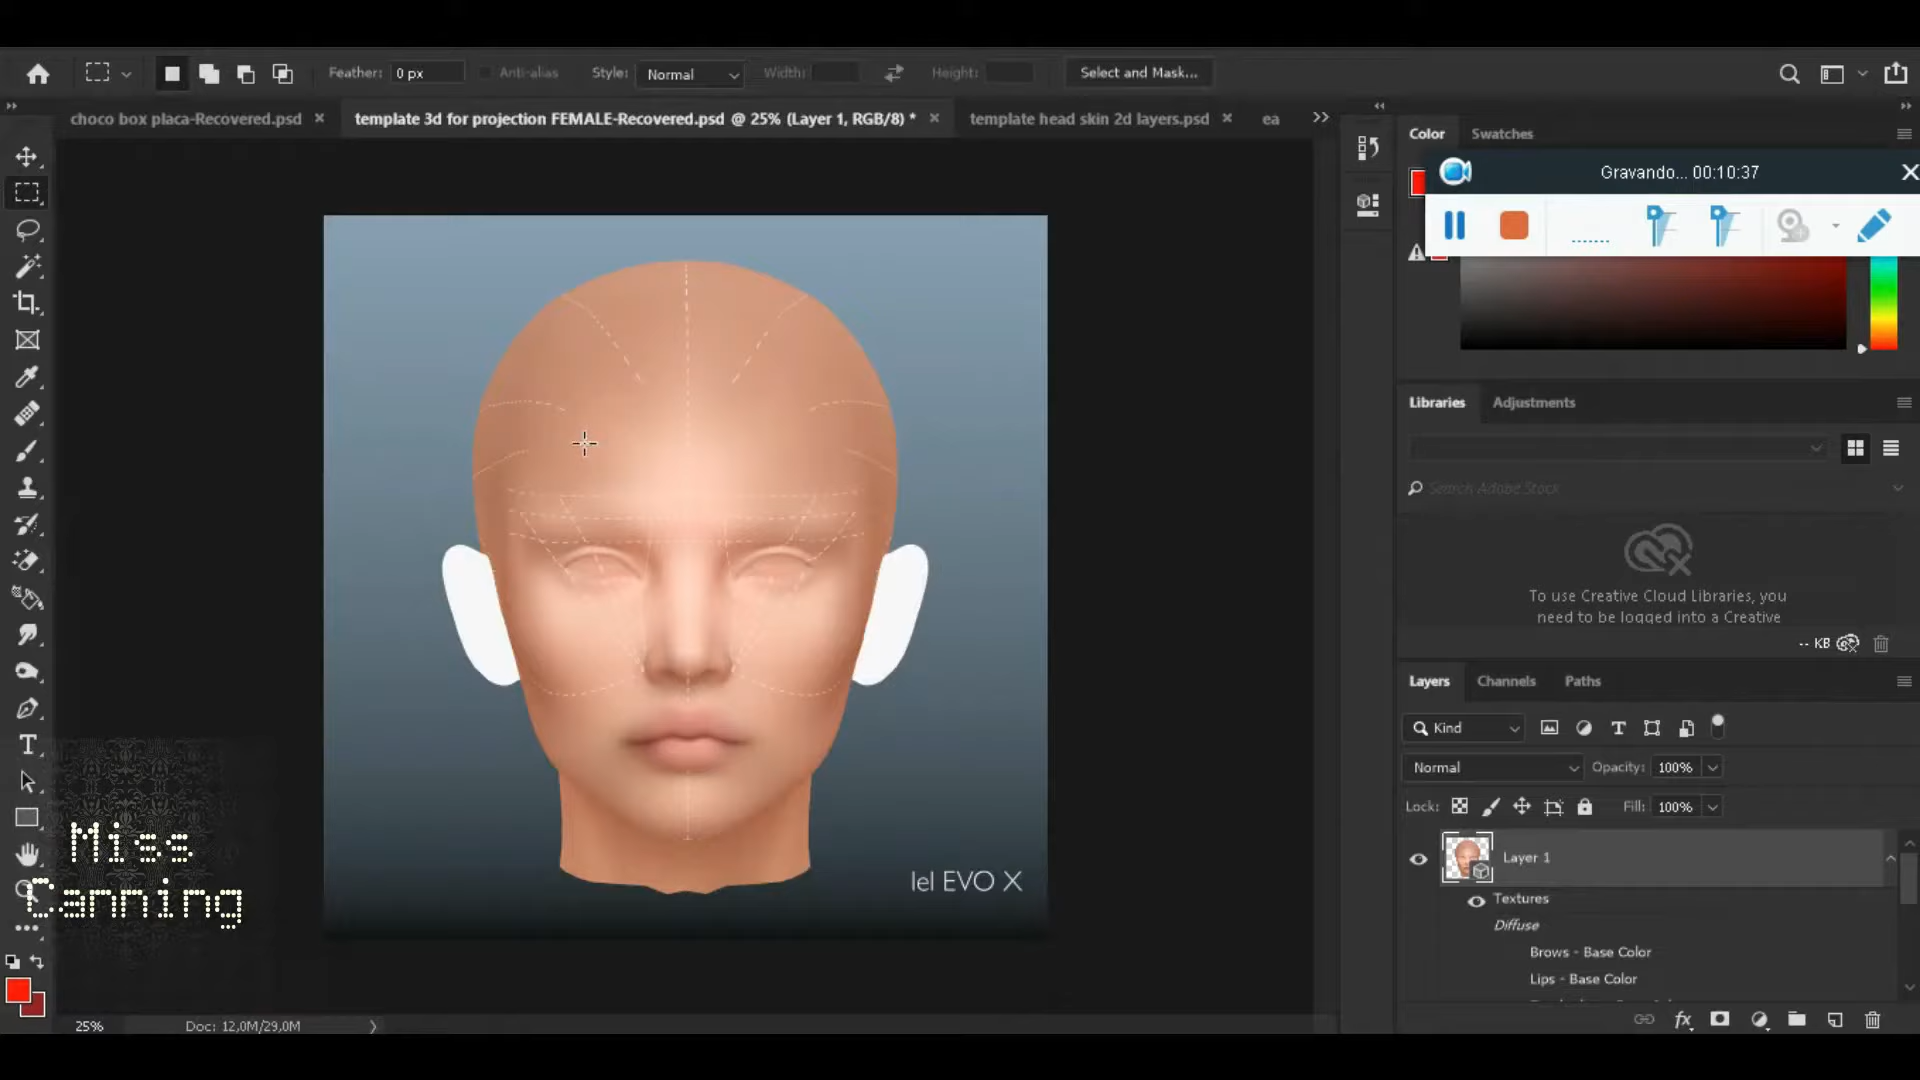 Feather: 0 px Anti-alias Style: Normal Width: Height: Select and Mask...
choco box placa-Recovered.psd × template 3d for projection FEMALE-Recovered.psd @ 25% (Layer 1, RGB/8) * × template head skin 2d layers.psd × ea
Color Swatches
Gravando... 00:10:37
Libraries Adjustments
Search Adobe Stock
To use Creative Cloud Libraries, you
need to be logged into a Creative
-- KB
Layers Channels Paths
Kind
Normal Opacity: 100%
Lock: Fill: 100%
Layer 1
Textures
Diffuse
Brows - Base Color
Lips - Base Color
lel EVO X
Miss
Canning
25% Doc: 12,0M/29,0M